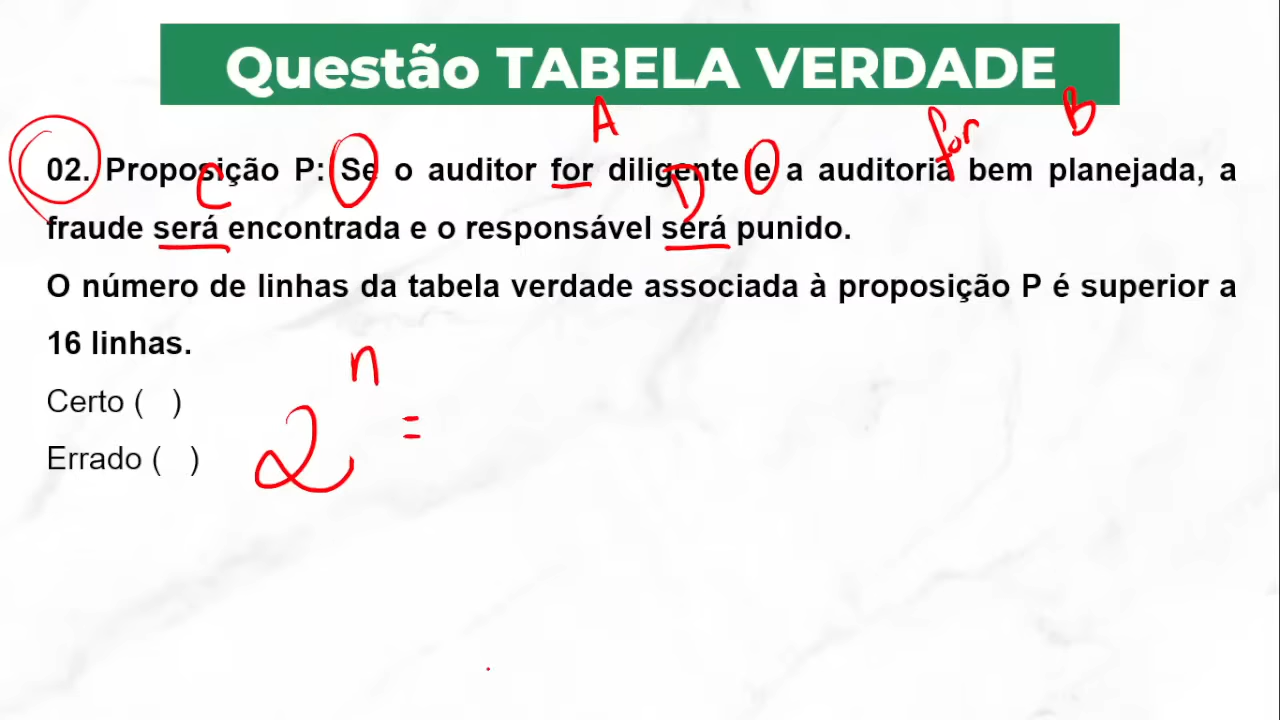 Questão TABELA VERDADE
A for B
02. Proposição P: Se o auditor for diligente e a auditoria bem planejada, a
C D
fraude será encontrada e o responsável será punido.
O número de linhas da tabela verdade associada à proposição P é superior a
16 linhas.
Certo ( )
Errado ( )
2ⁿ =